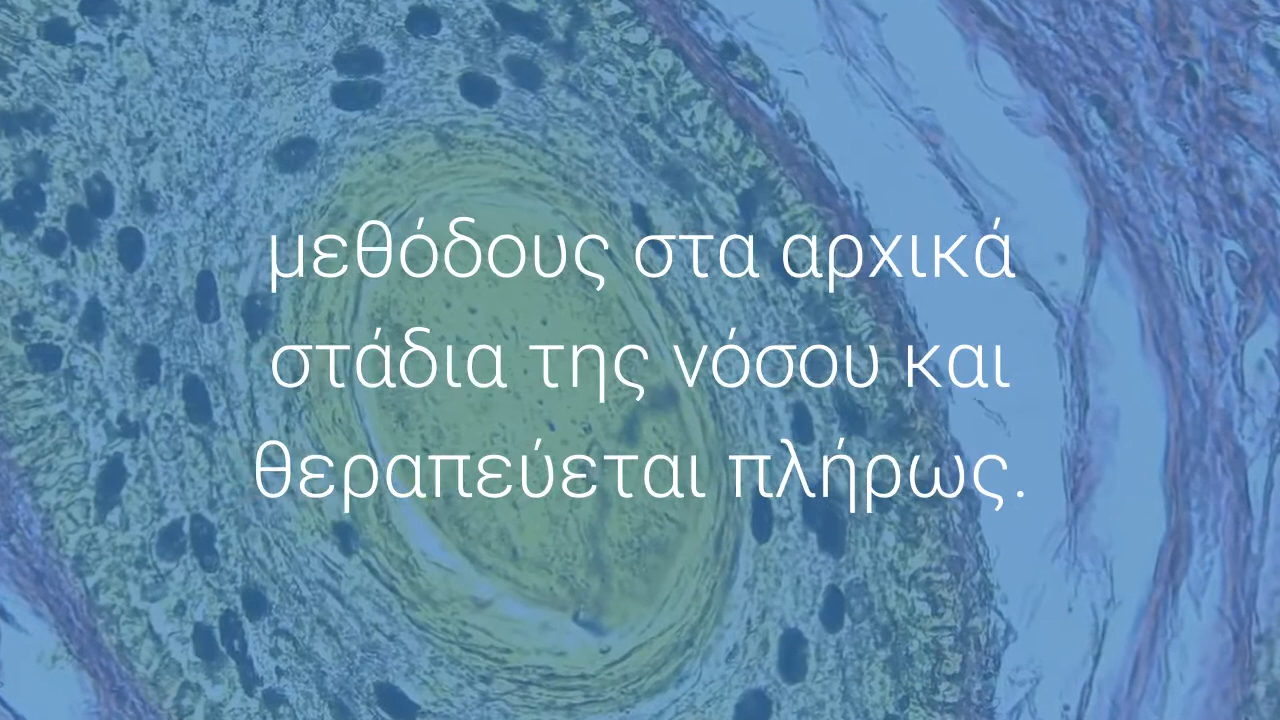 μεθόδους στα αρχικά
στάδια της νόσου και
θεραπεύεται πλήρως.